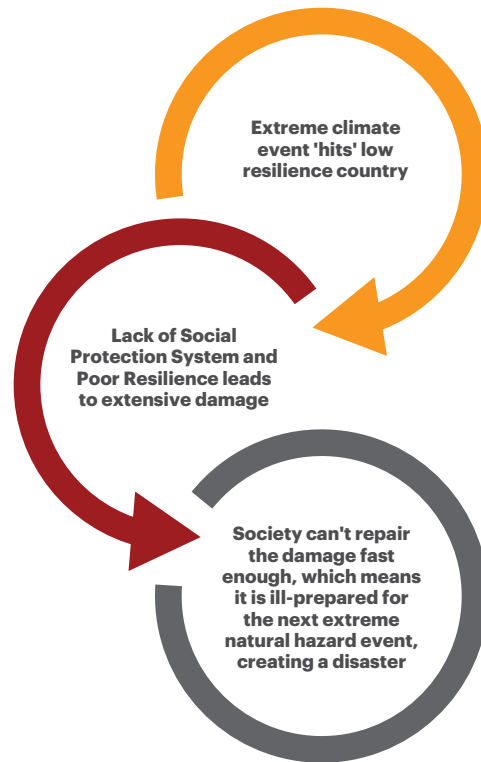 Extreme climate
event 'hits' low
resilience country
Lack of Social
Protection System and
Poor Resilience leads
to extensive damage
Society can't repair
the damage fast
enough, which means
it is ill-prepared for
the next extreme
natural hazard event,
creating a disaster